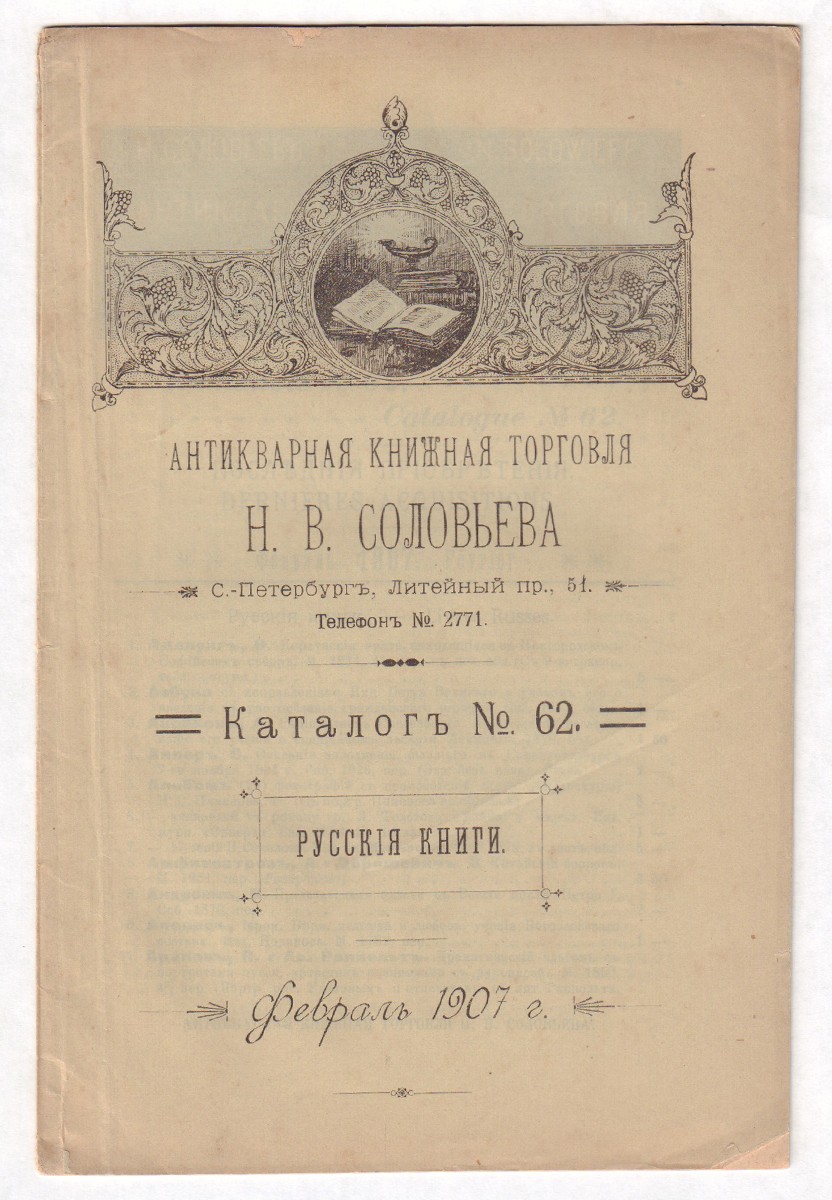 АНТИКВАРНАЯ КНИЖНАЯ ТОРГОВЛЯ
Н. В. СОЛОВЬЕВА
С.-Петербургъ, Литейный пр., 51.
Телефонъ №. 2771.
Каталогъ №. 62.
РУССКІЯ КНИГИ.
Февраль 1907 г.